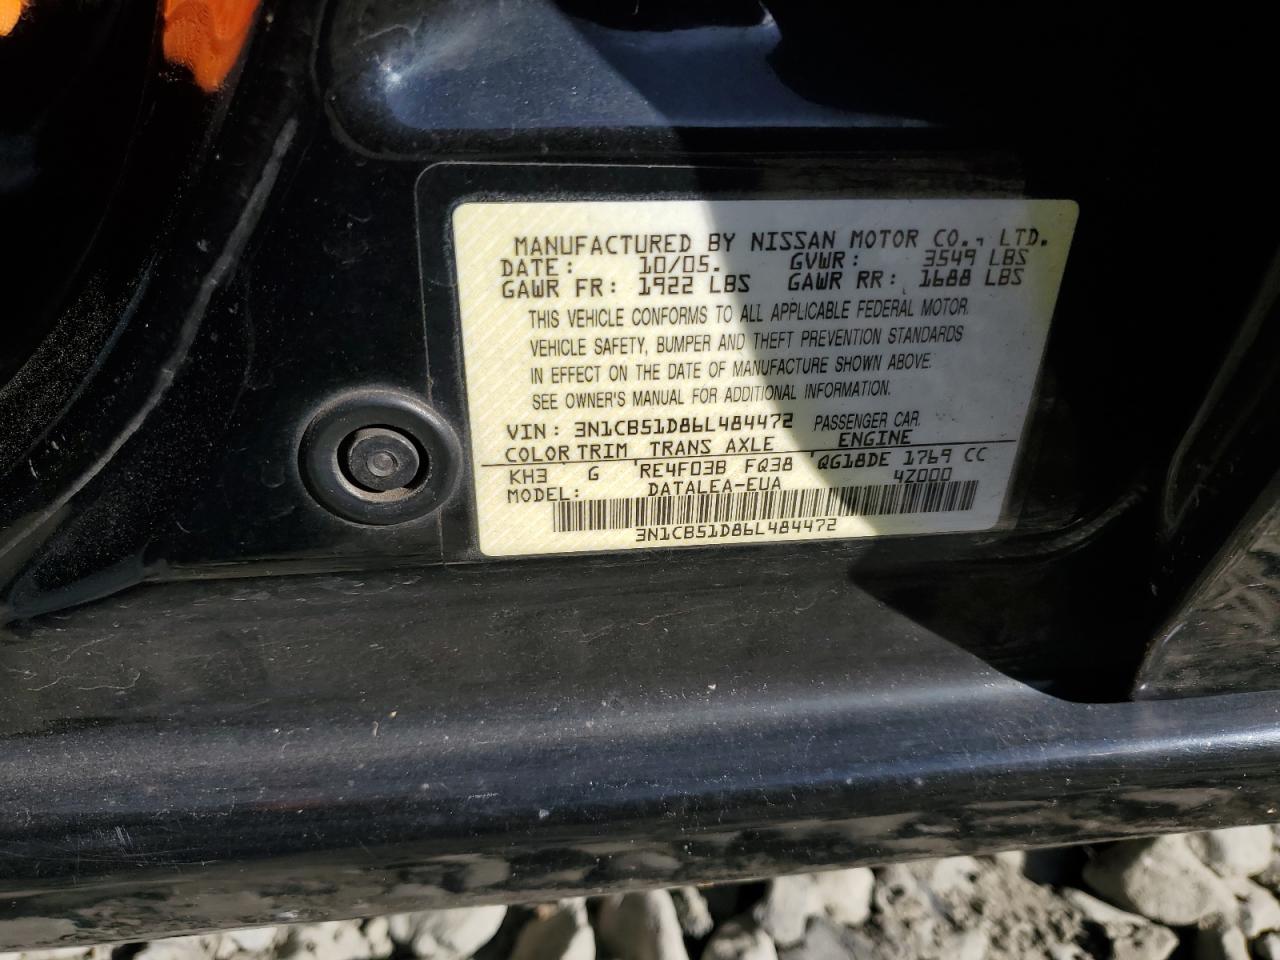 MANUFACTURED BY NISSAN MOTOR CO., LTD.
DATE: 10/05. GVWR: 3549 LBS
GAWR FR: 1922 LBS GAWR RR: 1688 LBS
THIS VEHICLE CONFORMS TO ALL APPLICABLE FEDERAL MOTOR
VEHICLE SAFETY, BUMPER AND THEFT PREVENTION STANDARDS
IN EFFECT ON THE DATE OF MANUFACTURE SHOWN ABOVE.
SEE OWNER'S MANUAL FOR ADDITIONAL INFORMATION.
VIN: 3N1CB51D86L484472 PASSENGER CAR
COLOR TRIM TRANS AXLE ENGINE
KH3 G RE4F03B FQ38 QG18DE 1769 CC
MODEL: DATALEA-EUA 4Z000
3N1CB51D86L484472